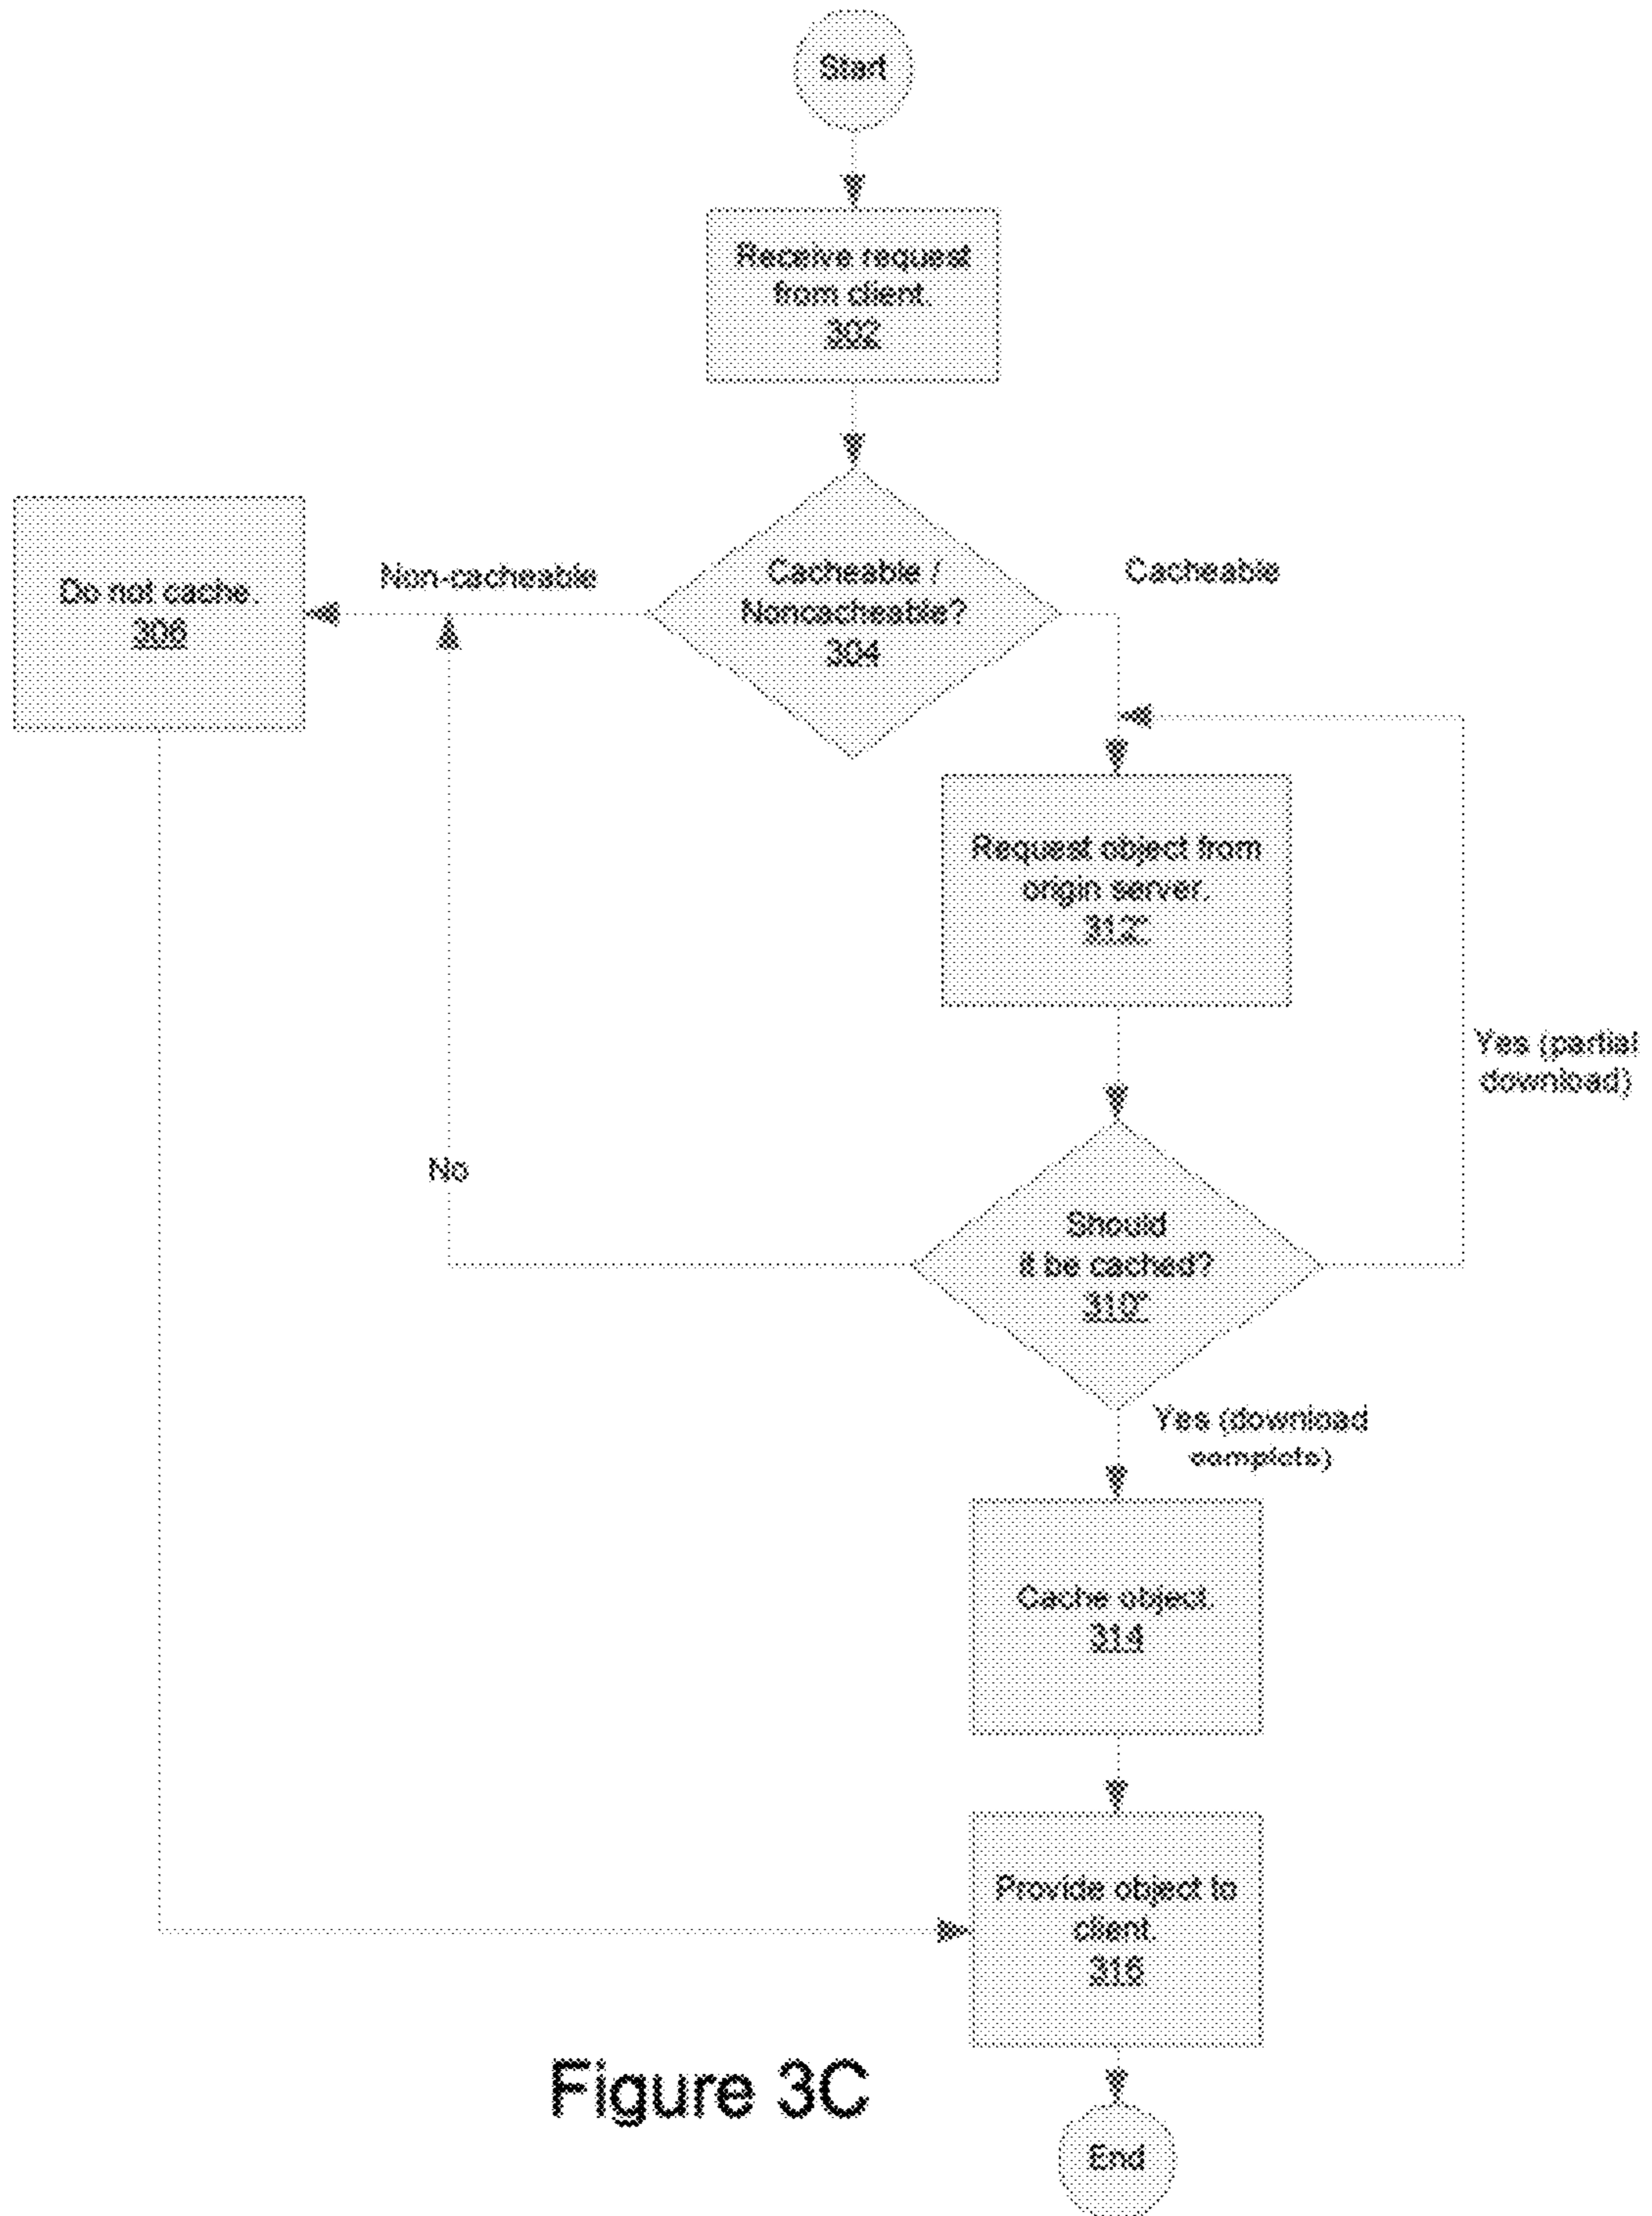 Start
Receive request
from client.
302
Cacheable /
Noncacheable?
304
Non-cacheable
Cacheable
Do not cache.
306
Request object from
origin server.
312"
Yes (partial
download)
No
Should
it be cached?
310"
Yes (download
complete)
Cache object.
314
Provide object to
client.
316
Figure 3C
End